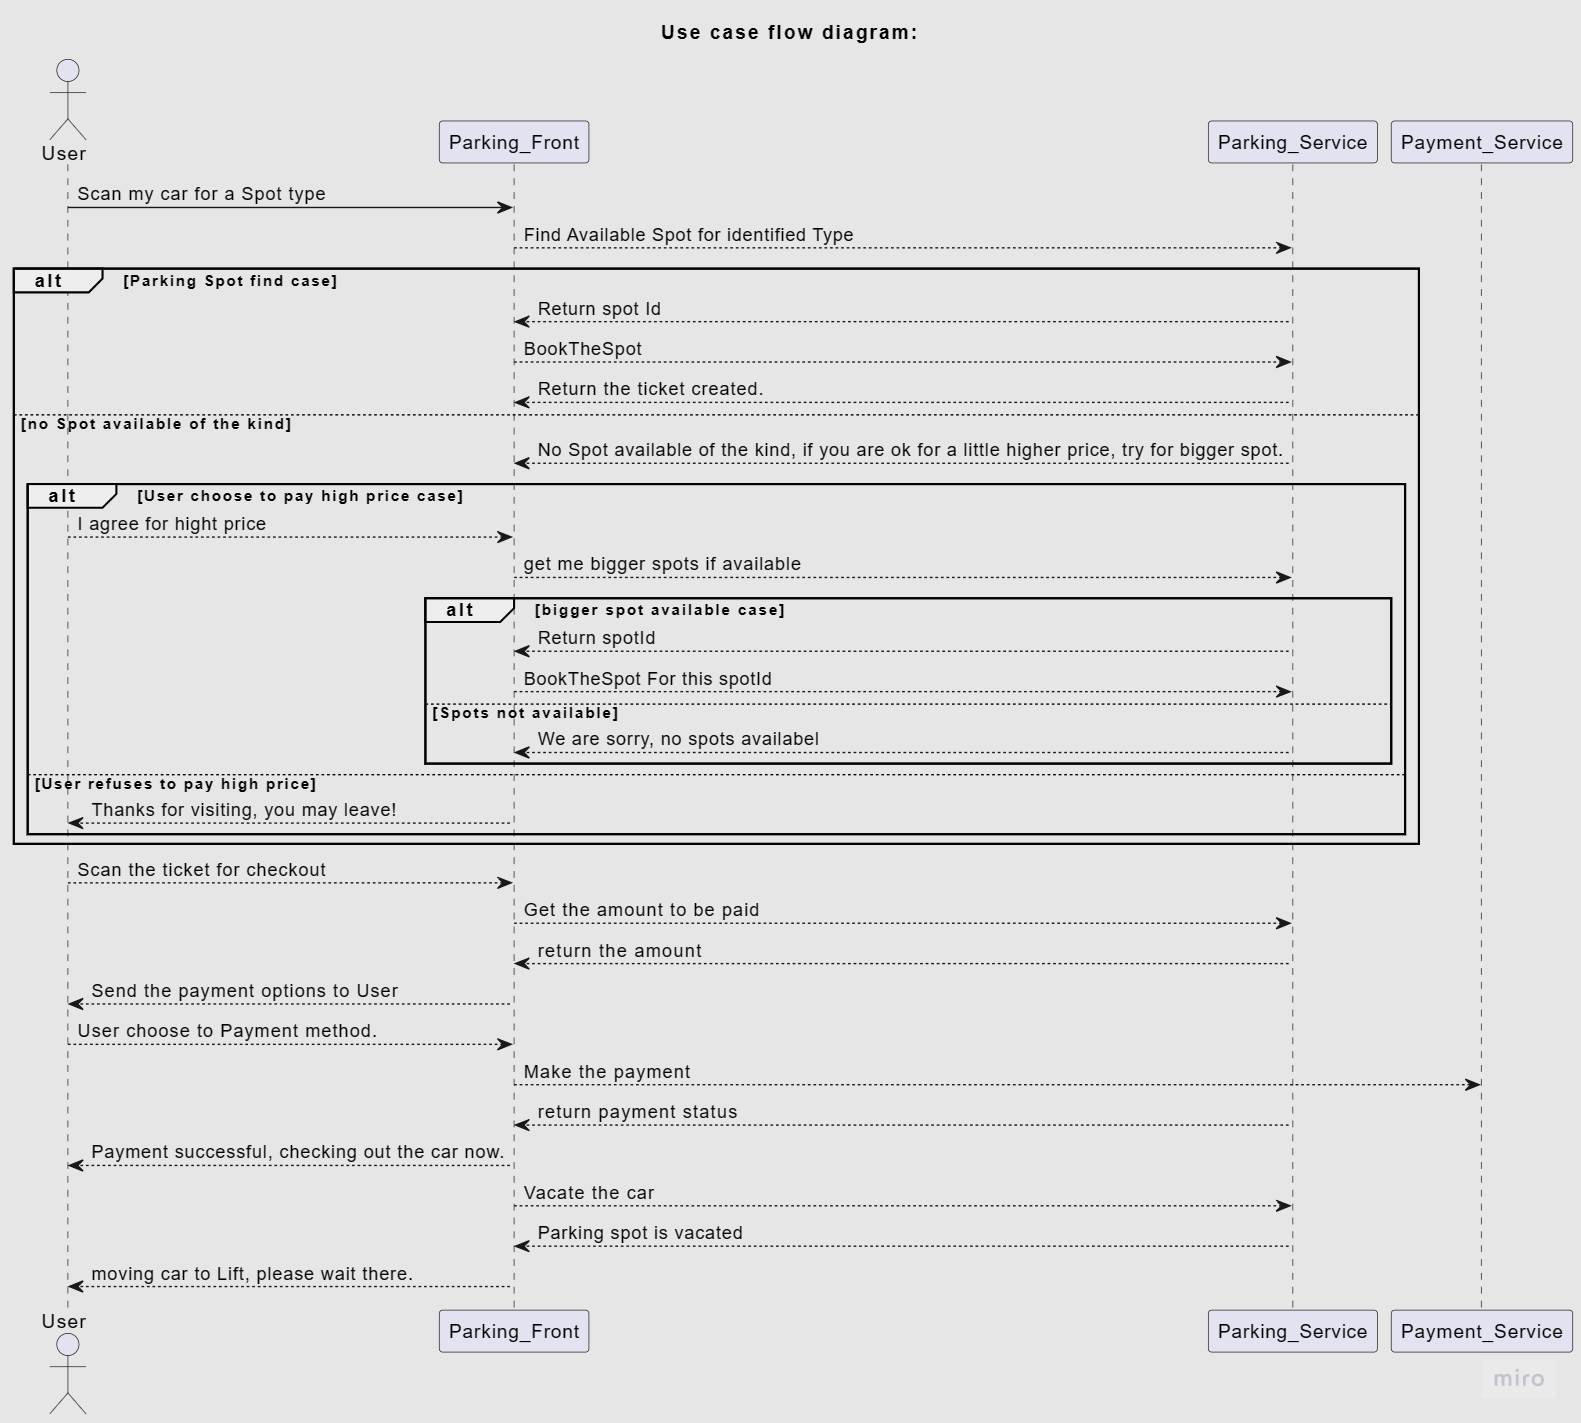 Use case flow diagram:
User
Parking_Front
Parking_Service
Payment_Service
Scan my car for a Spot type
Find Available Spot for identified Type
alt
[Parking Spot find case]
Return spot Id
BookTheSpot
Return the ticket created.
[no Spot available of the kind]
No Spot available of the kind, if you are ok for a little higher price, try for bigger spot.
alt
[User choose to pay high price case]
I agree for hight price
get me bigger spots if available
alt
[bigger spot available case]
Return spotId
BookTheSpot For this spotId
[Spots not available]
We are sorry, no spots availabel
[User refuses to pay high price]
Thanks for visiting, you may leave!
Scan the ticket for checkout
Get the amount to be paid
return the amount
Send the payment options to User
User choose to Payment method.
Make the payment
return payment status
Payment successful, checking out the car now.
Vacate the car
Parking spot is vacated
moving car to Lift, please wait there.
User
Parking_Front
Parking_Service
Payment_Service
miro